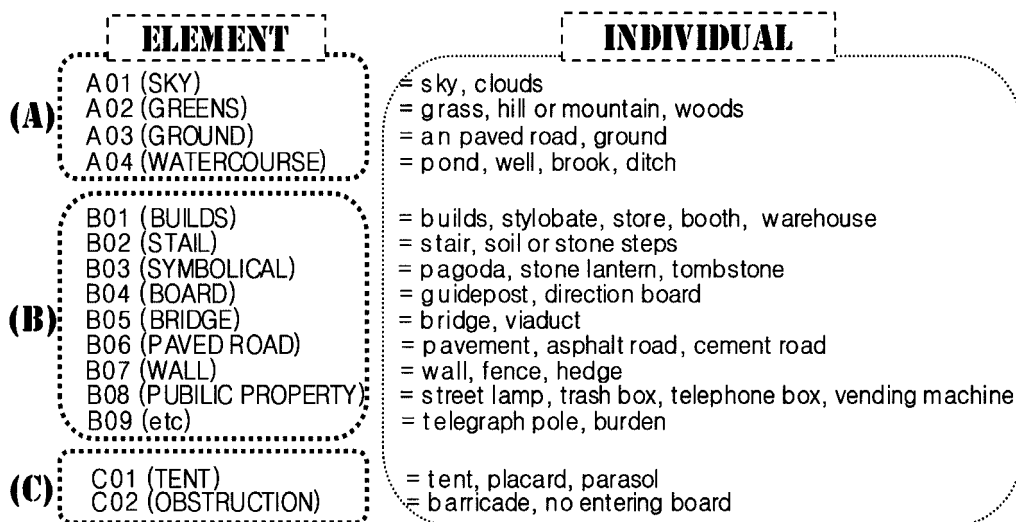 ELEMENT INDIVIDUAL
(A)
A01 (SKY) = sky, clouds
A02 (GREENS) = grass, hill or mountain, woods
A03 (GROUND) = an paved road, ground
A04 (WATERCOURSE) = pond, well, brook, ditch
(B)
B01 (BUILDS) = builds, stylobate, store, booth, warehouse
B02 (STAIL) = stair, soil or stone steps
B03 (SYMBOLICAL) = pagoda, stone lantern, tombstone
B04 (BOARD) = guidepost, direction board
B05 (BRIDGE) = bridge, viaduct
B06 (PAVED ROAD) = pavement, asphalt road, cement road
B07 (WALL) = wall, fence, hedge
B08 (PUBILIC PROPERTY) = street lamp, trash box, telephone box, vending machine
B09 (etc) = telegraph pole, burden
(C)
C01 (TENT) = tent, placard, parasol
C02 (OBSTRUCTION) = barricade, no entering board